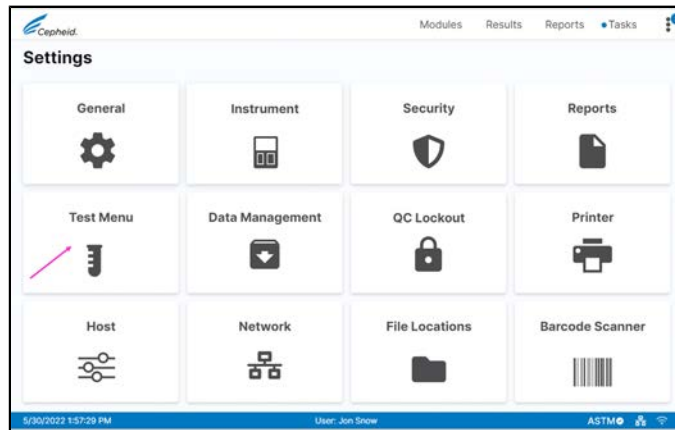 Cepheid.
Modules Results Reports Tasks
Settings
General Instrument Security Reports
Test Menu Data Management QC Lockout Printer
Host Network File Locations Barcode Scanner
5/30/2022 1:57:29 PM User: Jon Snow ASTM